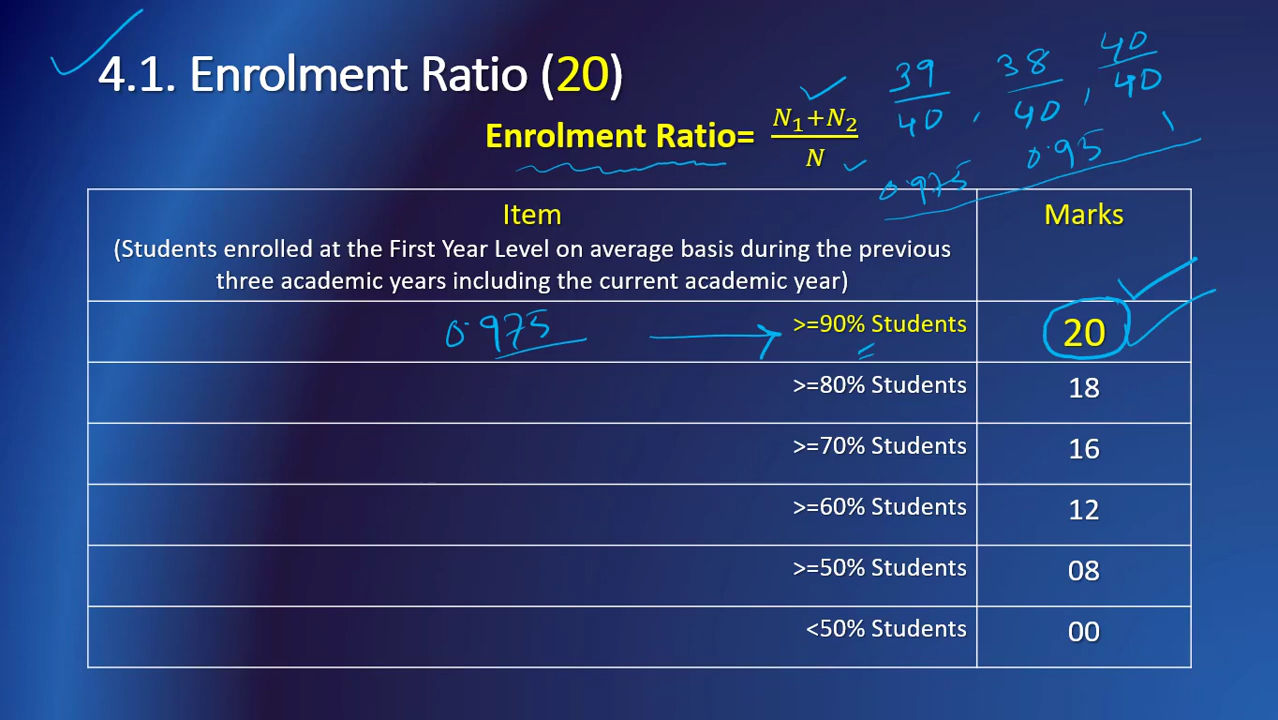 4.1. Enrolment Ratio (20)
39/40 , 38/40 , 40/40
Enrolment Ratio= N₁+N₂/N
0.975 0.95 1
Item Marks
(Students enrolled at the First Year Level on average basis during the previous
three academic years including the current academic year)
0.975 >=90% Students 20
>=80% Students 18
>=70% Students 16
>=60% Students 12
>=50% Students 08
<50% Students 00